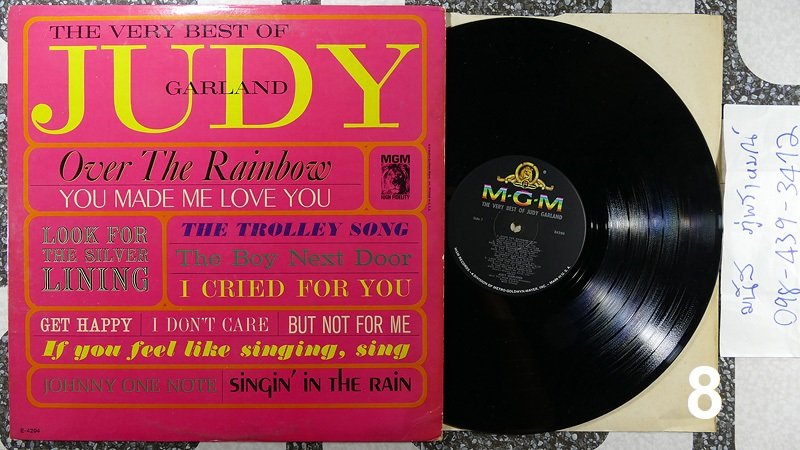 THE VERY BEST OF
JUDY
GARLAND
Over The Rainbow
YOU MADE ME LOVE YOU
MGM
HIGH FIDELITY
LOOK FOR
THE SILVER
LINING
THE TROLLEY SONG
The Boy Next Door
I CRIED FOR YOU
GET HAPPY
I DON'T CARE
BUT NOT FOR ME
If you feel like singing, sing
JOHNNY ONE NOTE
SINGIN' IN THE RAIN
E-4204
M-G-M
THE VERY BEST OF JUDY GARLAND
Side 1
098-439-3412
8